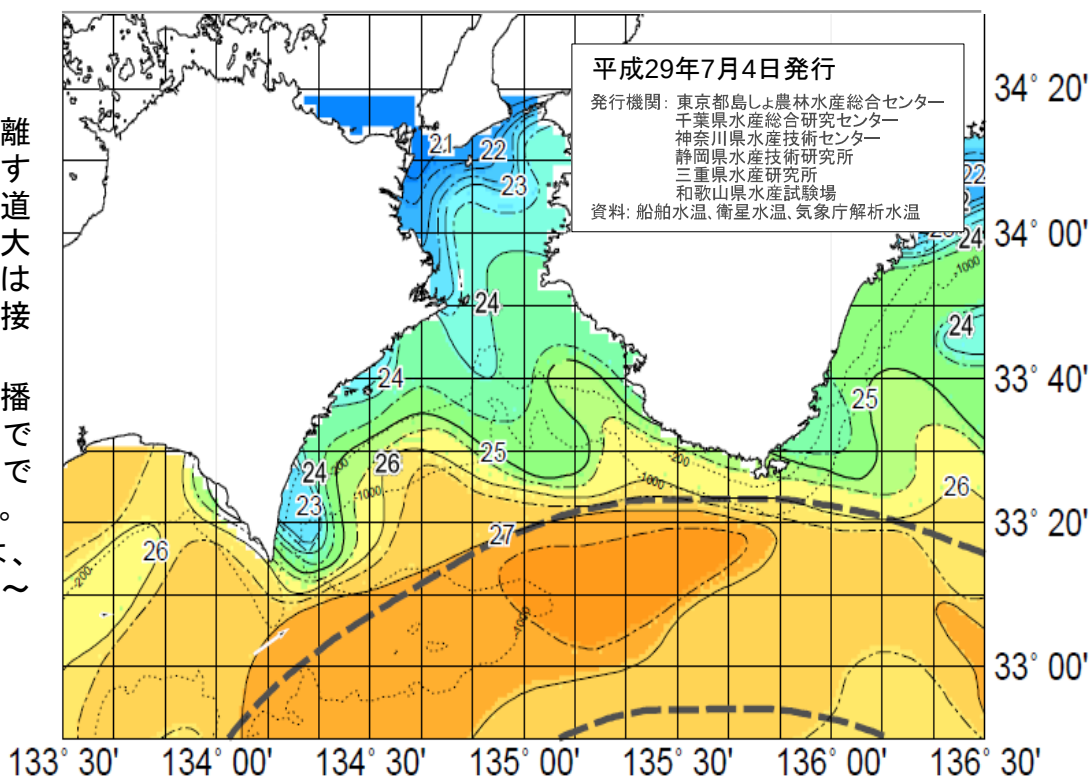 離
す
道
大
は
接
播
で
で
。
は、
~
平成29年7月4日発行
発行機関: 東京都島しょ農林水産総合センター
千葉県水産総合研究センター
神奈川県水産技術センター
静岡県水産技術研究所
三重県水産研究所
和歌山県水産試験場
資料: 船舶水温、衛星水温、気象庁解析水温
34° 20'
21
22
23
22
34° 00'
24
1000
24
24
33° 40'
24
25
25
24
200
26
200
1000
1000
26
23
33° 20'
27
26
200
1000
33° 00'
133° 30'
134° 00'
134° 30'
135° 00'
135° 30'
136° 00'
136° 30'